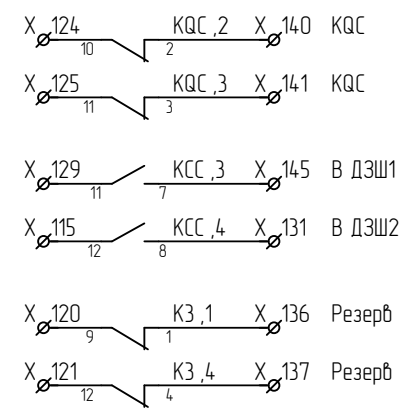 X 124 KQC ,2 X 140 KQC
10 2
X 125 KQC ,3 X 141 KQC
11 3
X 129 KCC ,3 X 145 В ДЗШ1
11 7
X 115 KCC ,4 X 131 В ДЗШ2
12 8
X 120 K3 ,1 X 136 Резерв
9 1
X 121 K3 ,4 X 137 Резерв
12 4